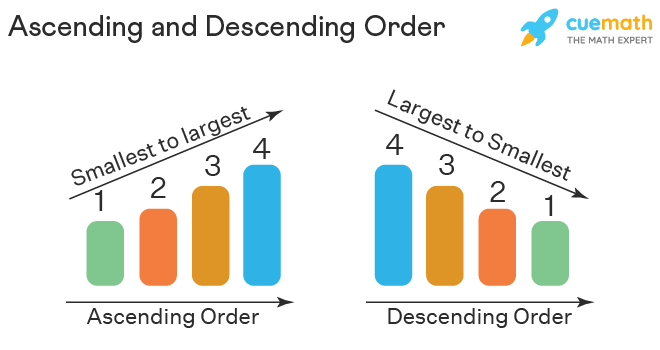 Ascending and Descending Order
cuemath
THE MATH EXPERT
Smallest to largest
1
2
3
4
Ascending Order
Largest to Smallest
4
3
2
1
Descending Order